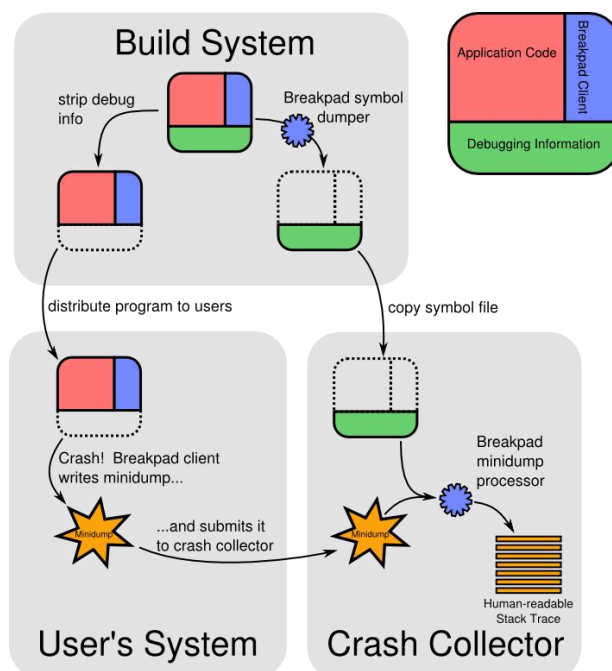 Build System
strip debug
info
Breakpad symbol
dumper
Application Code
Breakpad Client
Debugging Information
distribute program to users
copy symbol file
Crash! Breakpad client
writes minidump...
Minidump
...and submits it
to crash collector
Minidump
Breakpad
minidump
processor
Human-readable
Stack Trace
User's System
Crash Collector